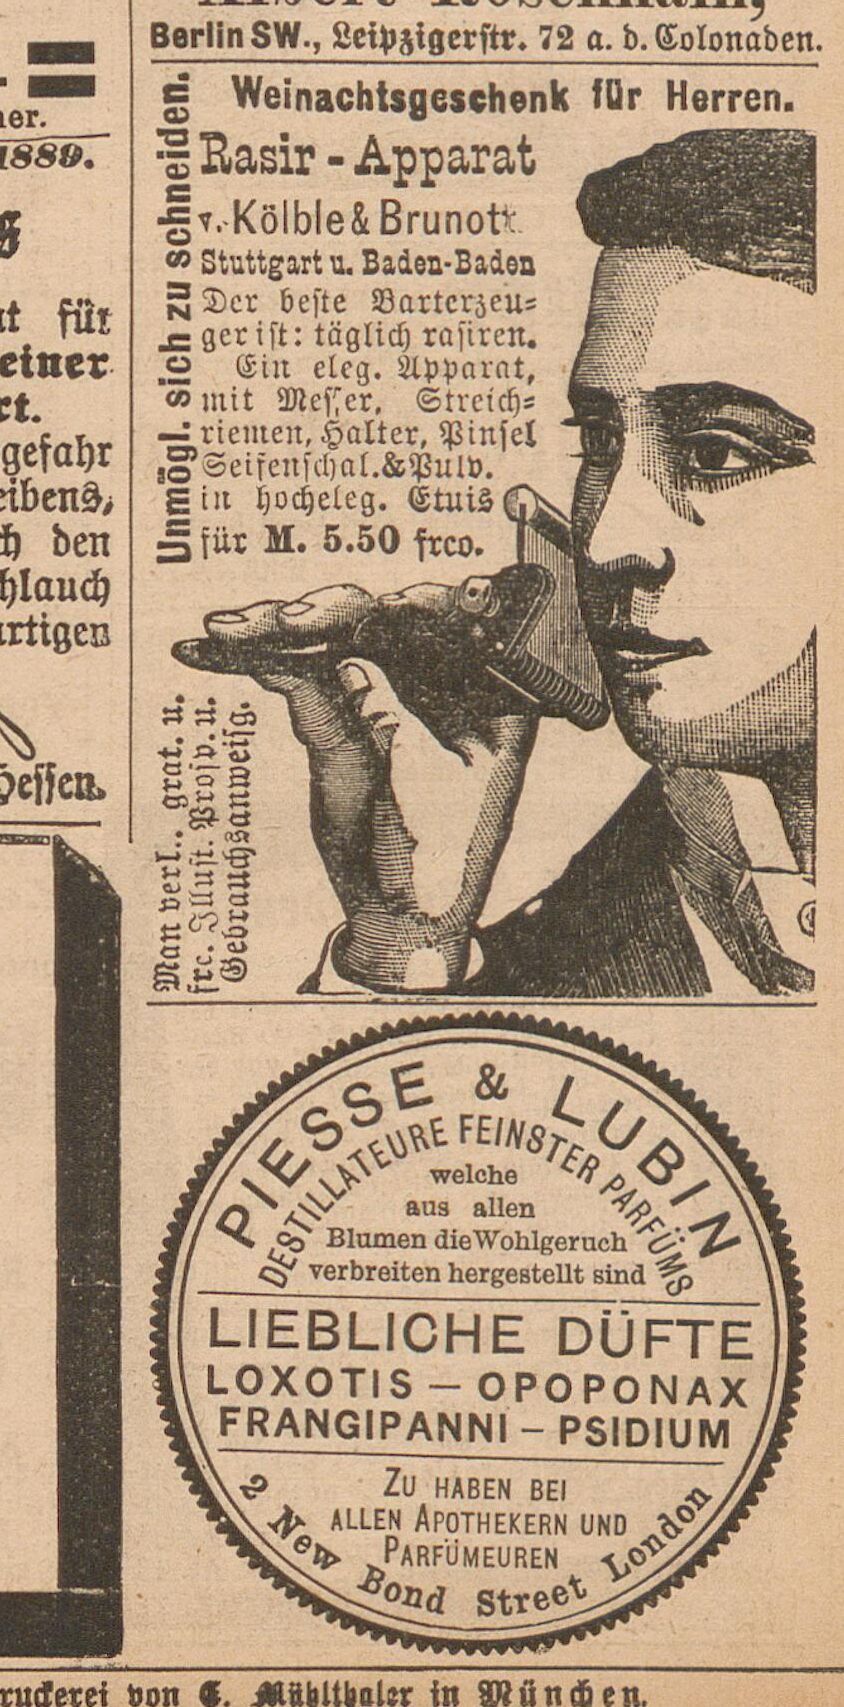 Berlin SW., Leipzigerstr. 72 a. d. Colonaden.
Weinachtsgeschenk für Herren.
Unmögl. sich zu schneiden.
Rasir - Apparat
v. Kölble & Brunott
Stuttgart u. Baden-Baden
Der beste Barterzeu=
ger ist: täglich rasiren.
Ein eleg. Apparat,
mit Messer, Streich=
riemen, Halter, Pinsel
Seifenschal. & Pulv.
in hocheleg. Etuis
für M. 5.50 frco.
Man verl.. grat. u.
frc. Illust. Prosp. u.
Gebrauchsanweisg.
PIESSE & LUBIN
DESTILLATEURE FEINSTER PARFÜMS
welche
aus allen
Blumen die Wohlgeruch
verbreiten hergestellt sind
LIEBLICHE DÜFTE
LOXOTIS — OPOPONAX
FRANGIPANNI — PSIDIUM
ZU HABEN BEI
ALLEN APOTHEKERN UND
PARFÜMEUREN
2 New Bond Street London
1889.
für
einer
rt.
gefahr
eibens,
den
hlauch
artigen
Hessen.
ruckerei von C. Mühlthaler in München.